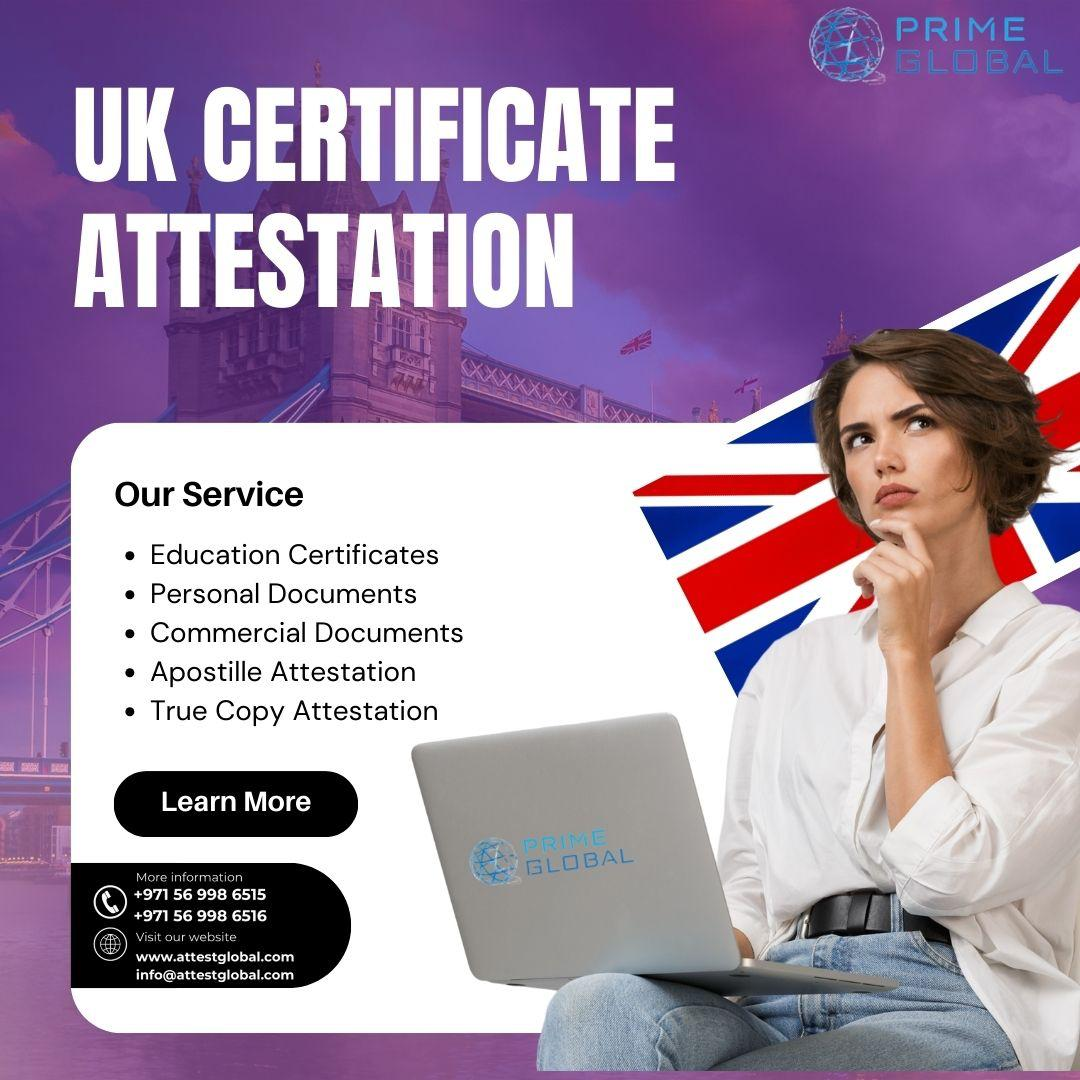 PRIME
GLOBAL
UK CERTIFICATE
ATTESTATION
Our Service
• Education Certificates
• Personal Documents
• Commercial Documents
• Apostille Attestation
• True Copy Attestation
Learn More
More information
+971 56 998 6515
+971 56 998 6516
Visit our website
www.attestglobal.com
info@attestglobal.com
PRIME
GLOBAL